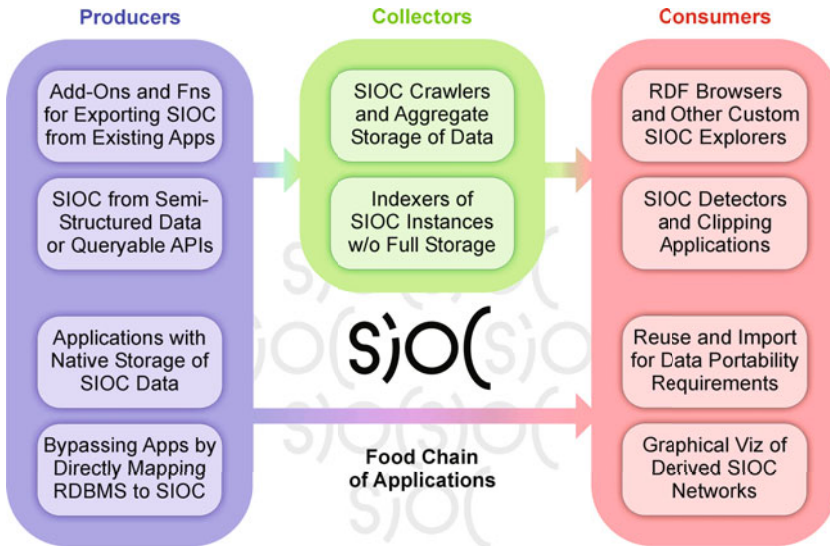 Producers
Add-Ons and Fns
for Exporting SIOC
from Existing Apps
SIOC from Semi-
Structured Data
or Queryable APIs
Applications with
Native Storage of
SIOC Data
Bypassing Apps by
Directly Mapping
RDBMS to SIOC
Collectors
SIOC Crawlers
and Aggregate
Storage of Data
Indexers of
SIOC Instances
w/o Full Storage
sioc
Food Chain
of Applications
Consumers
RDF Browsers
and Other Custom
SIOC Explorers
SIOC Detectors
and Clipping
Applications
Reuse and Import
for Data Portability
Requirements
Graphical Viz of
Derived SIOC
Networks